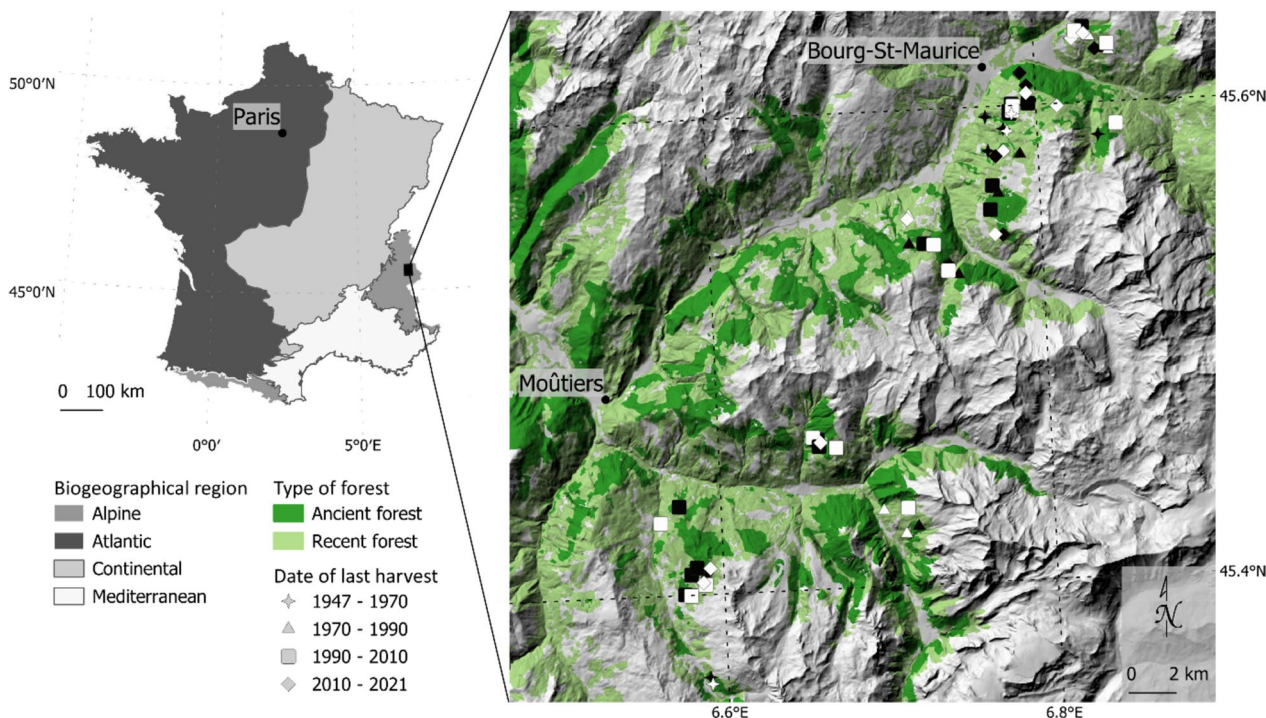 50°0'N
Paris
45°0'N
0 100 km
0°0'
5°0'E
Biogeographical region
Alpine
Atlantic
Continental
Mediterranean
Type of forest
Ancient forest
Recent forest
Date of last harvest
1947 - 1970
1970 - 1990
1990 - 2010
2010 - 2021
Bourg-St-Maurice
45.6°N
Moûtiers
45.4°N
N
0 2 km
6.6°E
6.8°E